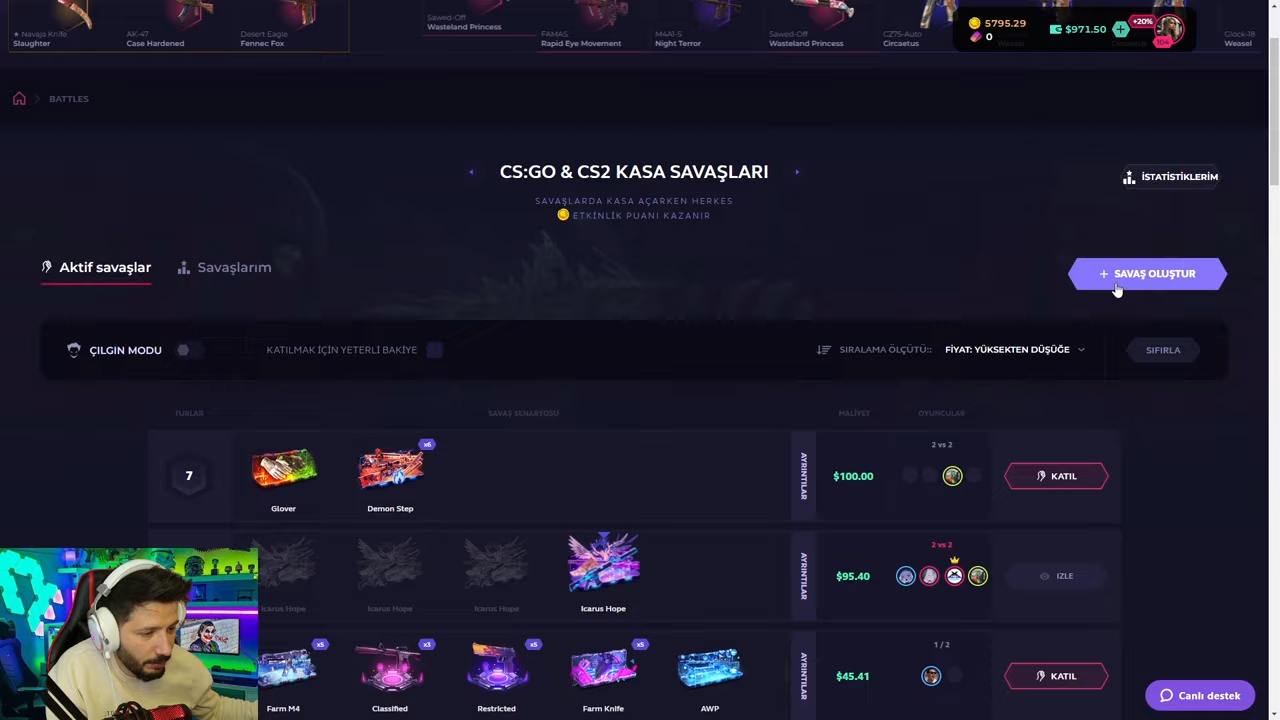 ★ Navaja Knife
Slaughter
AK-47
Case Hardened
Desert Eagle
Fennec Fox
Sawed-Off
Wasteland Princess
FAMAS
Rapid Eye Movement
M4A1-S
Night Terror
Sawed-Off
Wasteland Princess
CZ75-Auto
Circaetus
Glock-18
Weasel
5795.29
0
$971.50
+20%
104
BATTLES
CS:GO & CS2 KASA SAVAŞLARI
SAVAŞLARDA KASA AÇARKEN HERKES
ETKİNLİK PUANI KAZANIR
İSTATİSTİKLERİM
Aktif savaşlar
Savaşlarım
+ SAVAŞ OLUŞTUR
ÇILGIN MODU
KATILMAK İÇİN YETERLİ BAKİYE
SIRALAMA ÖLÇÜTÜ::
FİYAT: YÜKSEKTEN DÜŞÜĞE
SIFIRLA
TURLAR
SAVAŞ SENARYOSU
MALİYET
OYUNCULAR
7
x6
Glover
Demon Step
AYRINTILAR
$100.00
2 vs 2
KATIL
Icarus Hope
Icarus Hope
Icarus Hope
Icarus Hope
AYRINTILAR
$95.40
2 vs 2
IZLE
x5
x3
x5
x5
Farm M4
Classified
Restricted
Farm Knife
AWP
AYRINTILAR
$45.41
1 / 2
KATIL
Canlı destek